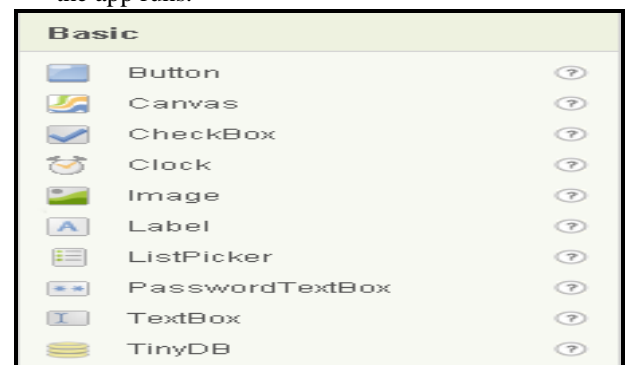 the app runs.
Basic
Button
Canvas
CheckBox
Clock
Image
A Label
ListPicker
PasswordTextBox
TextBox
TinyDB